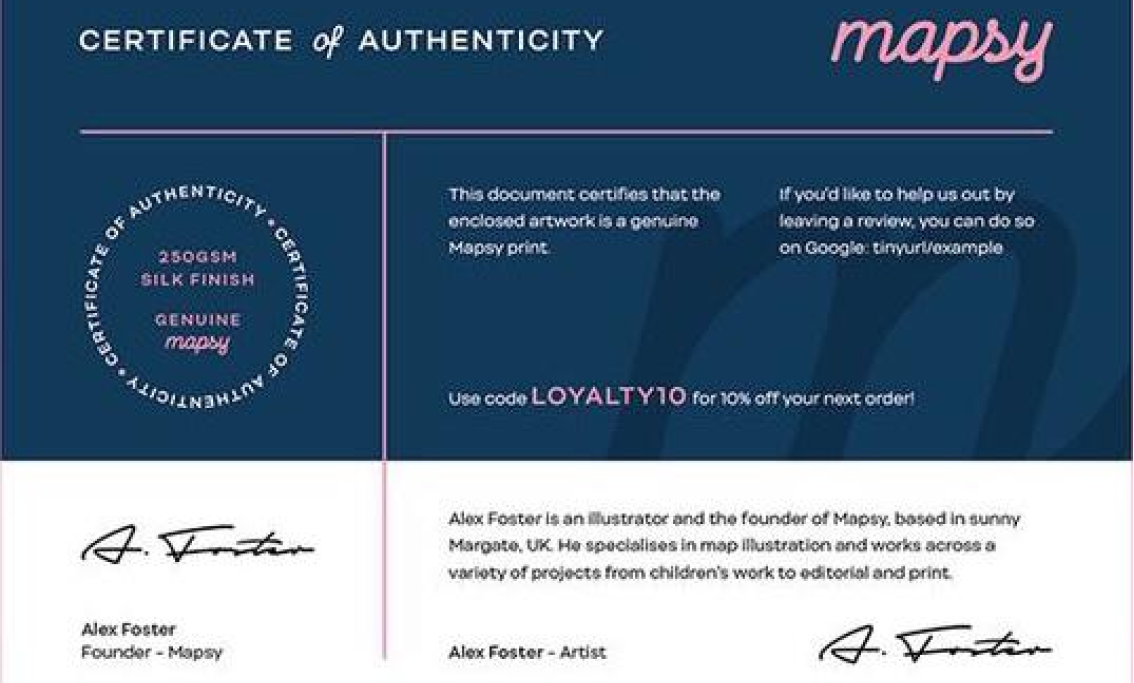 CERTIFICATE of AUTHENTICITY
mapsy
CERTIFICATE OF AUTHENTICITY • CERTIFICATE OF AUTHENTICITY •
250GSM
SILK FINISH
GENUINE
mapsy
This document certifies that the
enclosed artwork is a genuine
Mapsy print.
If you'd like to help us out by
leaving a review, you can do so
on Google: tinyurl/example
Use code LOYALTY10 for 10% off your next order!
m
A. Foster
Alex Foster
Founder - Mapsy
Alex Foster is an illustrator and the founder of Mapsy, based in sunny
Margate, UK. He specialises in map illustration and works across a
variety of projects from children's work to editorial and print.
Alex Foster - Artist
A. Foster